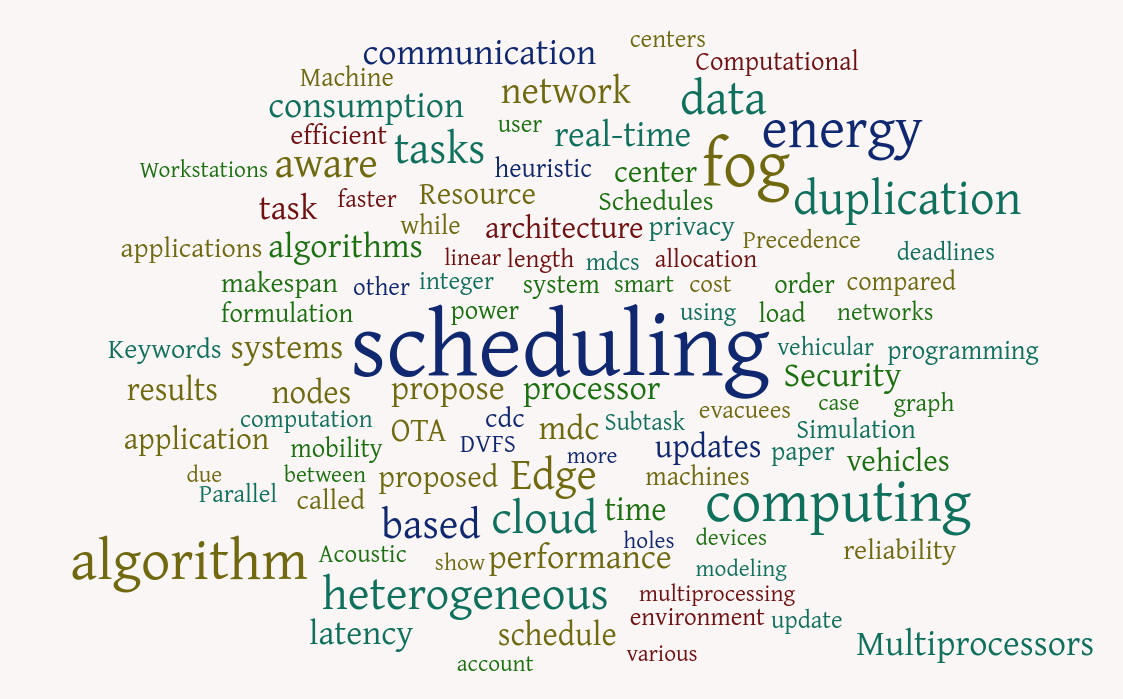 centers
communication
Computational
Machine
network
data
consumption
user
real-time
energy
efficient
tasks
fog
Workstations
aware
heuristic
center
duplication
task
faster
Resource
Schedules
while
architecture
privacy
Precedence
applications
algorithms
linear
length
mdcs
allocation
deadlines
makespan
other
integer
system
smart
cost
order
compared
formulation
power
using
load
networks
scheduling
Keywords
systems
vehicular
programming
results
nodes
propose
processor
Security
computation
cdc
Subtask
evacuees
case
graph
application
mobility
OTA
DVFS
mdc
more
updates
Simulation
paper
vehicles
due
between
proposed
Edge
machines
Parallel
called
based
cloud
time
computing
holes
devices
reliability
algorithm
Acoustic
show
performance
modeling
heterogeneous
multiprocessing
environment
update
latency
schedule
Multiprocessors
account
various